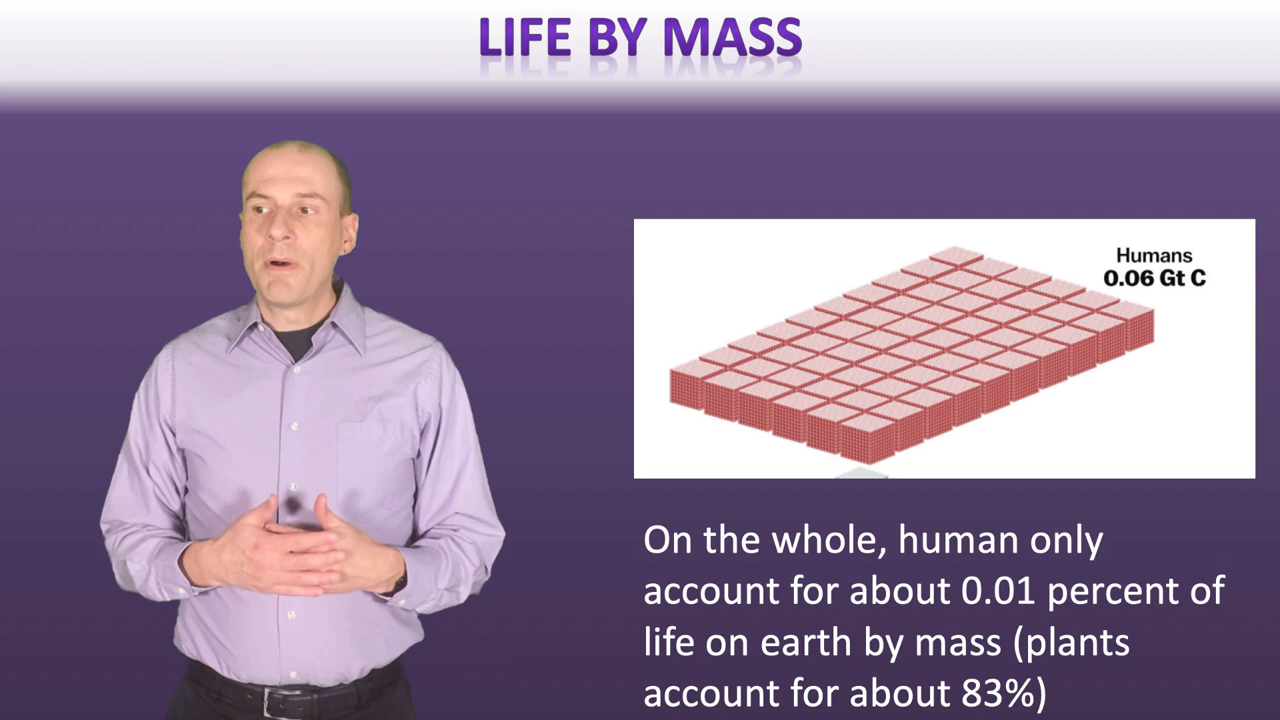 LIFE BY MASS
Humans
0.06 Gt C
On the whole, human only
account for about 0.01 percent of
life on earth by mass (plants
account for about 83%)